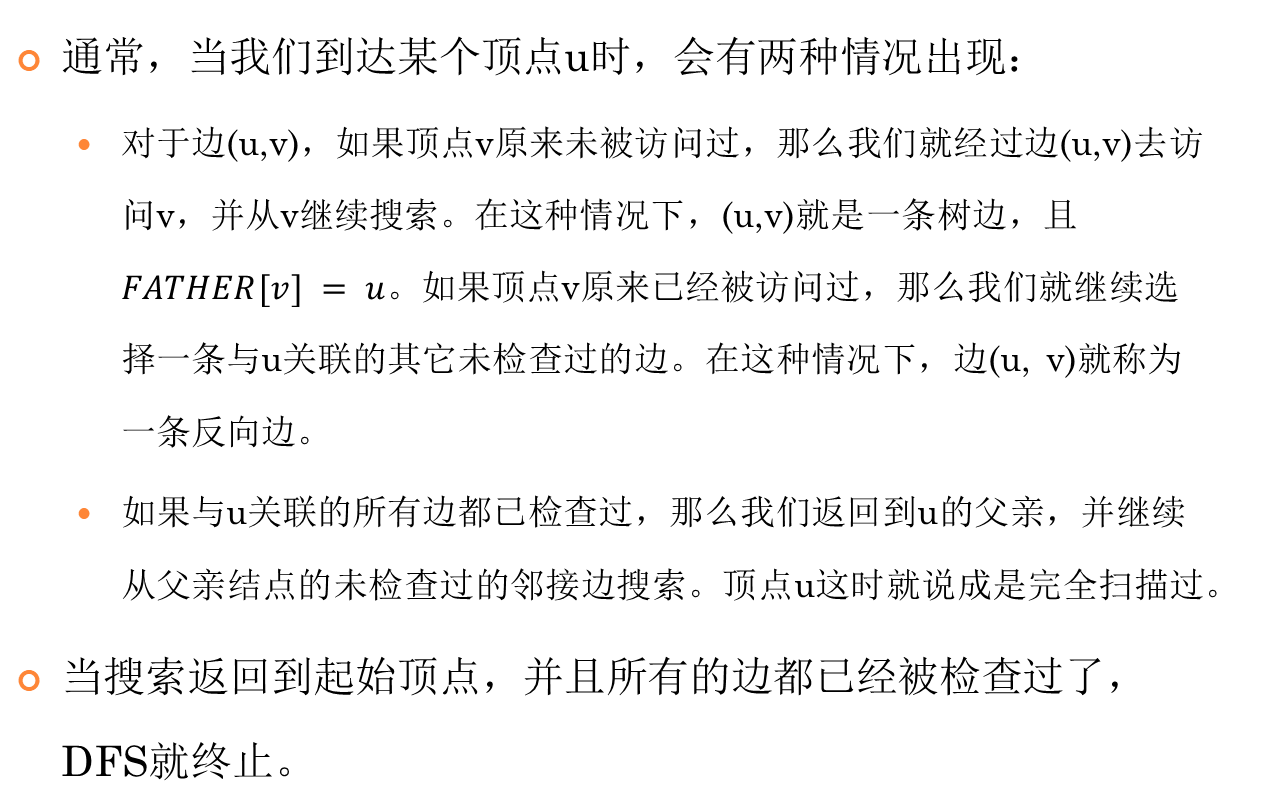 通常，当我们到达某个顶点u时，会有两种情况出现：
对于边(u,v)，如果顶点v原来未被访问过，那么我们就经过边(u,v)去访
问v，并从v继续搜索。在这种情况下，(u,v)就是一条树边，且
FATHER[v] = u。如果顶点v原来已经被访问过，那么我们就继续选
择一条与u关联的其它未检查过的边。在这种情况下，边(u, v)就称为
一条反向边。
如果与u关联的所有边都已检查过，那么我们返回到u的父亲，并继续
从父亲结点的未检查过的邻接边搜索。顶点u这时就说成是完全扫描过。
当搜索返回到起始顶点，并且所有的边都已经被检查过了，
DFS就终止。